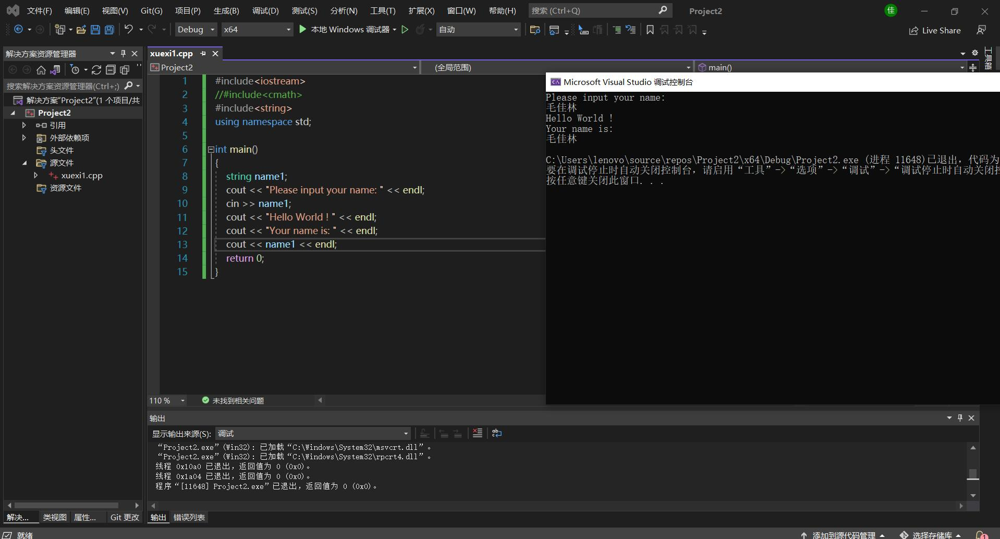 文件(F) 编辑(E) 视图(V) Git(G) 项目(P) 生成(B) 调试(D) 测试(S) 分析(N) 工具(T) 扩展(X) 窗口(W) 帮助(H) 搜索 (Ctrl+Q) Project2 佳
Debug x64 本地 Windows 调试器 自动 Live Share
解决方案资源管理器
搜索解决方案资源管理器(Ctrl+;)
解决方案"Project2"(1 个项目/共
Project2
引用
外部依赖项
头文件
源文件
xuexi1.cpp
资源文件
解决... 类视图 属性... Git 更改
xuexi1.cpp
Project2 (全局范围) main()
工具箱
1 #include<iostream>
2 //#include<cmath>
3 #include<string>
4 using namespace std;
5
6 int main()
7 {
8 string name1;
9 cout << "Please input your name: " << endl;
10 cin >> name1;
11 cout << "Hello World ! " << endl;
12 cout << "Your name is: " << endl;
13 cout << name1 << endl;
14 return 0;
15 }
110 % 未找到相关问题
Microsoft Visual Studio 调试控制台
Please input your name:
毛佳林
Hello World !
Your name is:
毛佳林
C:\Users\lenovo\source\repos\Project2\x64\Debug\Project2.exe (进程 11648)已退出，代码为
要在调试停止时自动关闭控制台，请启用“工具”->“选项”->“调试”->“调试停止时自动关闭控
按任意键关闭此窗口. . .
输出
显示输出来源(S): 调试
“Project2.exe”(Win32): 已加载“C:\Windows\System32\msvcrt.dll”。
“Project2.exe”(Win32): 已加载“C:\Windows\System32\rpcrt4.dll”。
线程 0x10a0 已退出，返回值为 0 (0x0)。
线程 0x1a04 已退出，返回值为 0 (0x0)。
程序“[11648] Project2.exe”已退出，返回值为 0 (0x0)。
输出 错误列表
就绪 添加到源代码管理 选择存储库 1